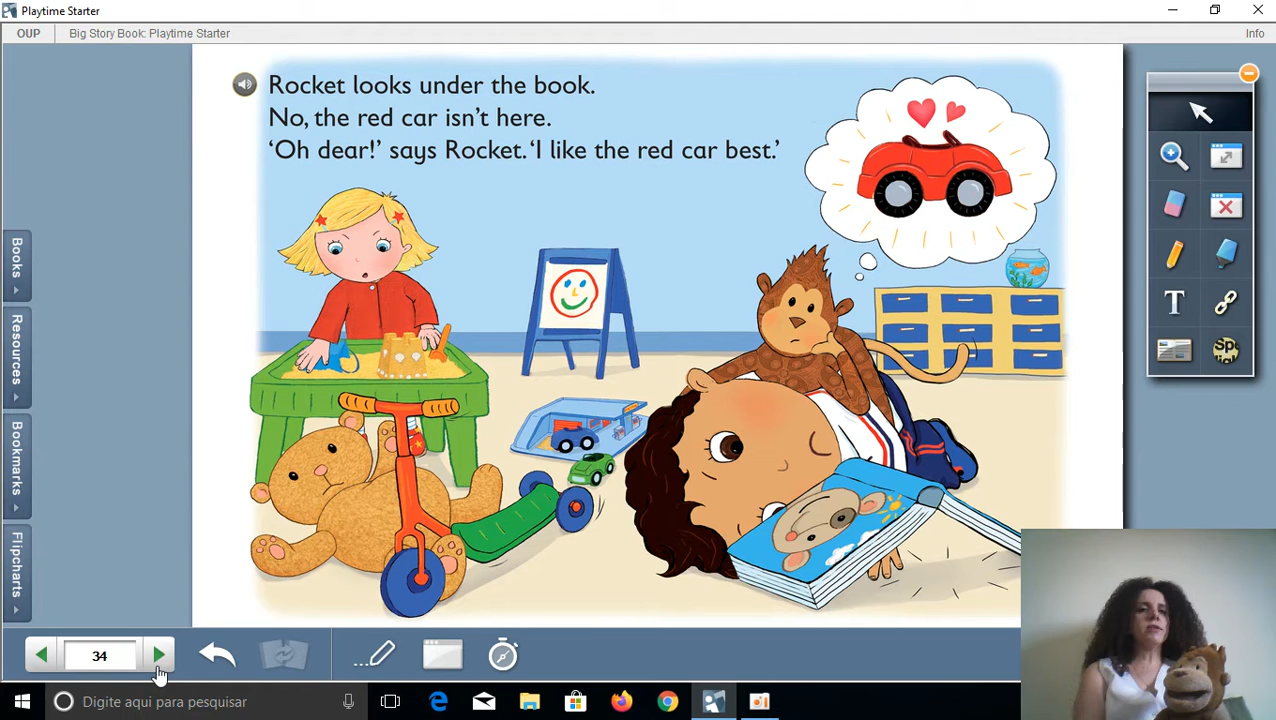 Playtime Starter
OUP Big Story Book: Playtime Starter Info
Rocket looks under the book.
No, the red car isn't here.
'Oh dear!' says Rocket. 'I like the red car best.'
Books
Resources
Bookmarks
Flipcharts
T
Sp
34
Digite aqui para pesquisar